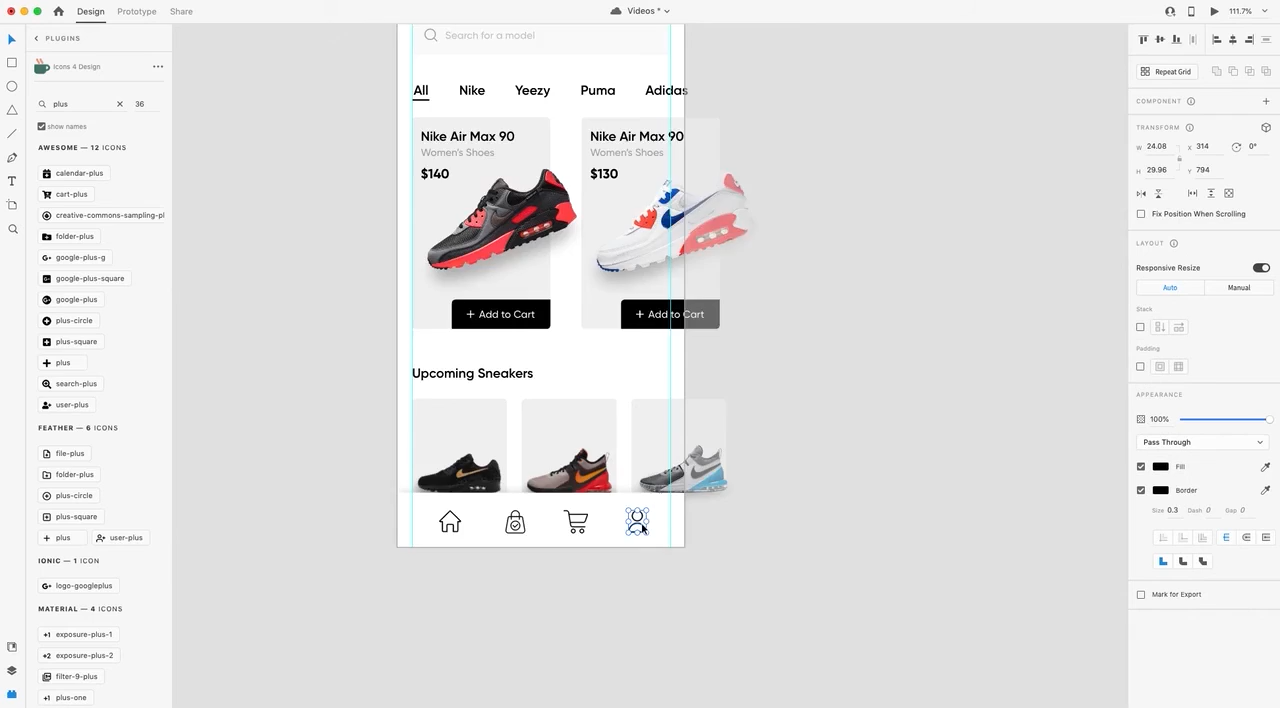 Design
Prototype
Share
Videos *
111.7%
PLUGINS
Icons 4 Design
plus
36
show names
AWESOME — 12 ICONS
calendar-plus
cart-plus
creative-commons-sampling-pl
folder-plus
google-plus-g
google-plus-square
google-plus
plus-circle
plus-square
plus
search-plus
user-plus
FEATHER — 6 ICONS
file-plus
folder-plus
plus-circle
plus-square
plus
user-plus
IONIC — 1 ICON
logo-googleplus
MATERIAL — 4 ICONS
+1 exposure-plus-1
+2 exposure-plus-2
filter-9-plus
+1 plus-one
Search for a model
All Nike Yeezy Puma Adidas
Nike Air Max 90
Women's Shoes
$140
+ Add to Cart
Nike Air Max 90
Women's Shoes
$130
+ Add to Cart
Upcoming Sneakers
Repeat Grid
COMPONENT
TRANSFORM
W 24.08 X 314 0°
H 29.96 Y 794
Fix Position When Scrolling
LAYOUT
Responsive Resize
Auto Manual
Stack
Padding
APPEARANCE
100%
Pass Through
Fill
Border
Size 0.3 Dash 0 Gap 0
Mark for Export